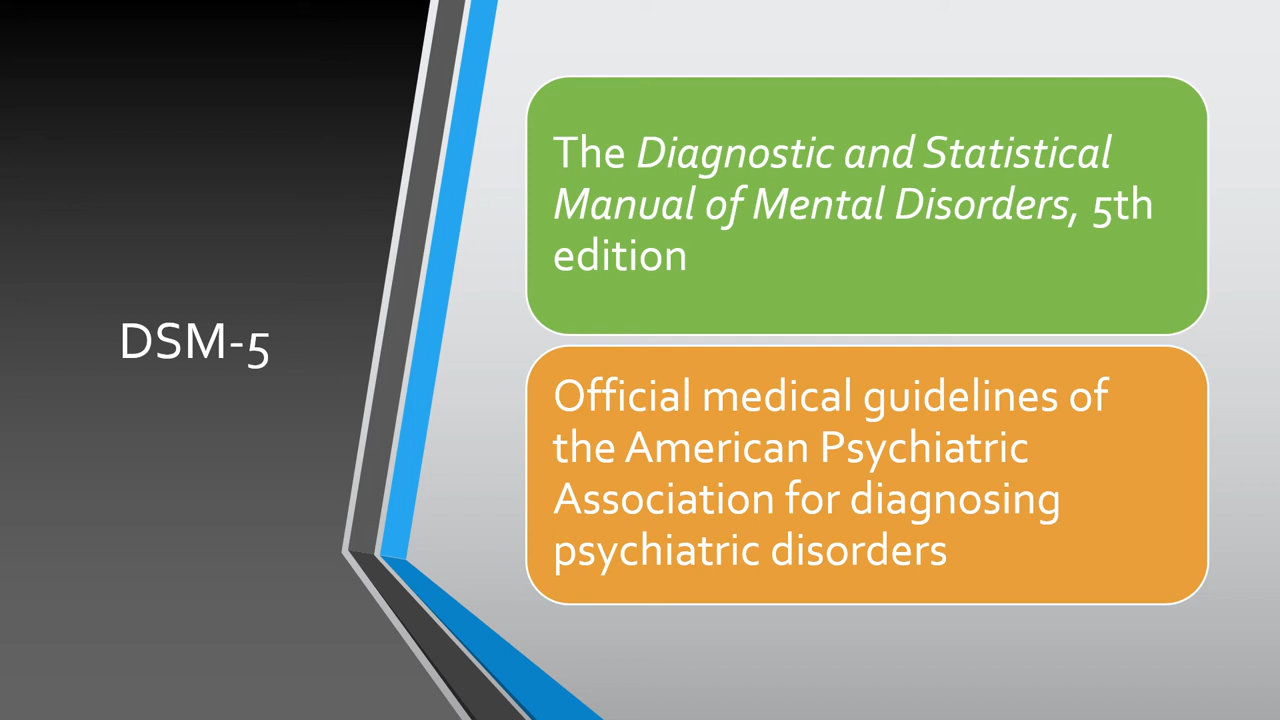 DSM-5
The Diagnostic and Statistical
Manual of Mental Disorders, 5th
edition
Official medical guidelines of
the American Psychiatric
Association for diagnosing
psychiatric disorders